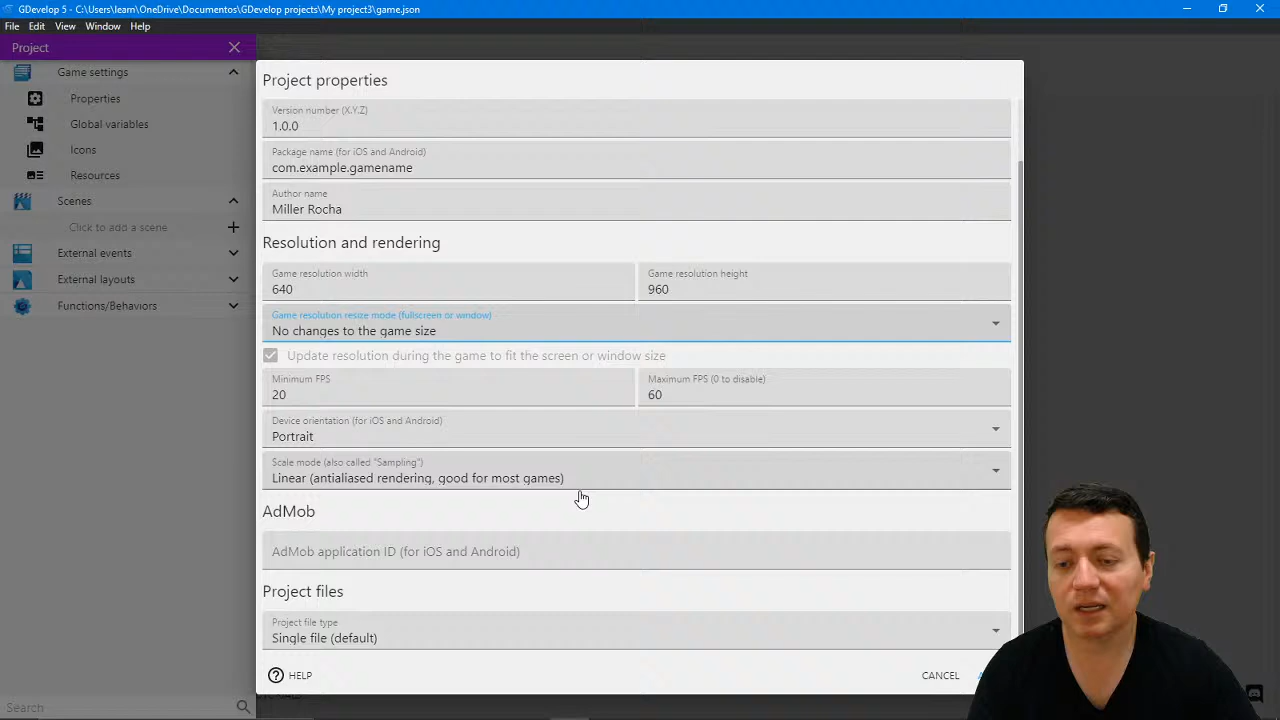 GDevelop 5 - C:\Users\learn\OneDrive\Documentos\GDevelop projects\My project3\game.json
File Edit View Window Help
Project
Game settings
Properties
Global variables
Icons
Resources
Scenes
Click to add a scene
External events
External layouts
Functions/Behaviors
Search
Project properties
Version number (X.Y.Z)
1.0.0
Package name (for iOS and Android)
com.example.gamename
Author name
Miller Rocha
Resolution and rendering
Game resolution width
640
Game resolution height
960
Game resolution resize mode (fullscreen or window)
No changes to the game size
Update resolution during the game to fit the screen or window size
Minimum FPS
20
Maximum FPS (0 to disable)
60
Device orientation (for iOS and Android)
Portrait
Scale mode (also called "Sampling")
Linear (antialiased rendering, good for most games)
AdMob
AdMob application ID (for iOS and Android)
Project files
Project file type
Single file (default)
HELP
CANCEL